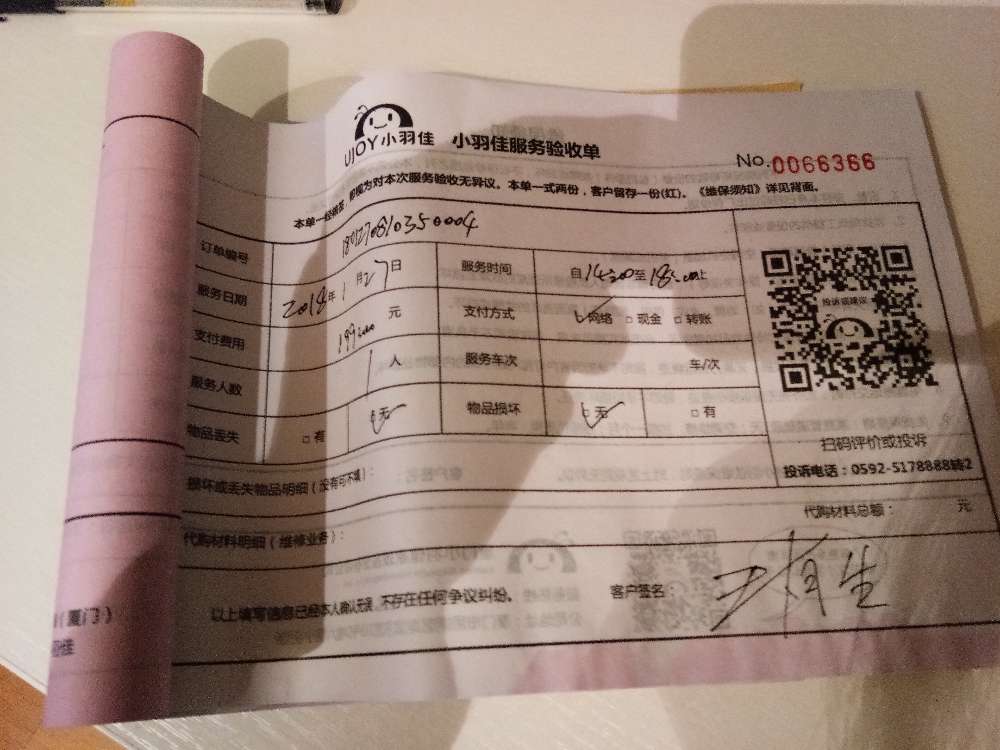 UJOY小羽佳 小羽佳服务验收单
No.0066366
本单一经签签,即视为对本次服务验收无异议。本单一式两份,客户留存一份(红)。《维保须知》详见背面。
订单编号
服务日期 2018年1月27日 服务时间 自14:00至18:00止
支付费用 元 支付方式 网络 □现金 □转账
服务人数 1人 服务车次 车/次
物品丢失 □有 □无 物品损坏 □无 □有
投诉或建议
扫码评价或投诉
投诉电话:0592-5178888转2
损坏或丢失物品明细(没有可不填):
代购材料明细(维修业务): 代购材料总额: 元
以上填写信息已经本人确认无误,不存在任何争议纠纷。 客户签名:
(厦门)